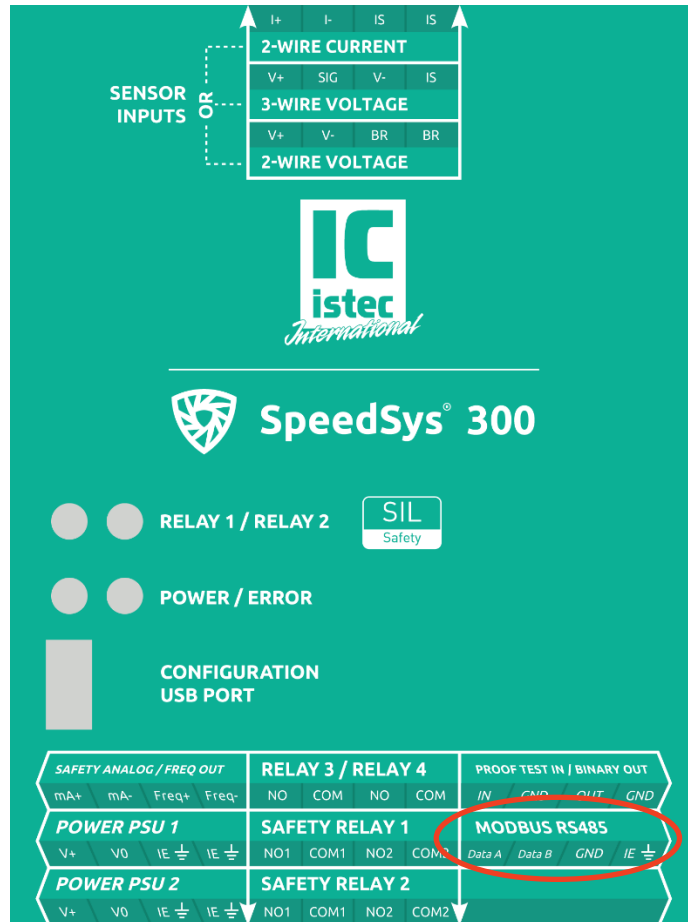 I+ I- IS IS
2-WIRE CURRENT
V+ SIG V- IS
SENSOR INPUTS
OR
3-WIRE VOLTAGE
V+ V- BR BR
2-WIRE VOLTAGE
IC
istec
International
SpeedSys® 300
RELAY 1 / RELAY 2
SIL
Safety
POWER / ERROR
CONFIGURATION
USB PORT
SAFETY ANALOG / FREQ OUT RELAY 3 / RELAY 4 PROOF TEST IN / BINARY OUT
mA+ mA- Freq+ Freq- NO COM NO COM IN GND OUT GND
POWER PSU 1 SAFETY RELAY 1 MODBUS RS485
V+ V0 IE IE NO1 COM1 NO2 COM2 Data A Data B GND IE
POWER PSU 2 SAFETY RELAY 2
V+ V0 IE IE NO1 COM1 NO2 COM2